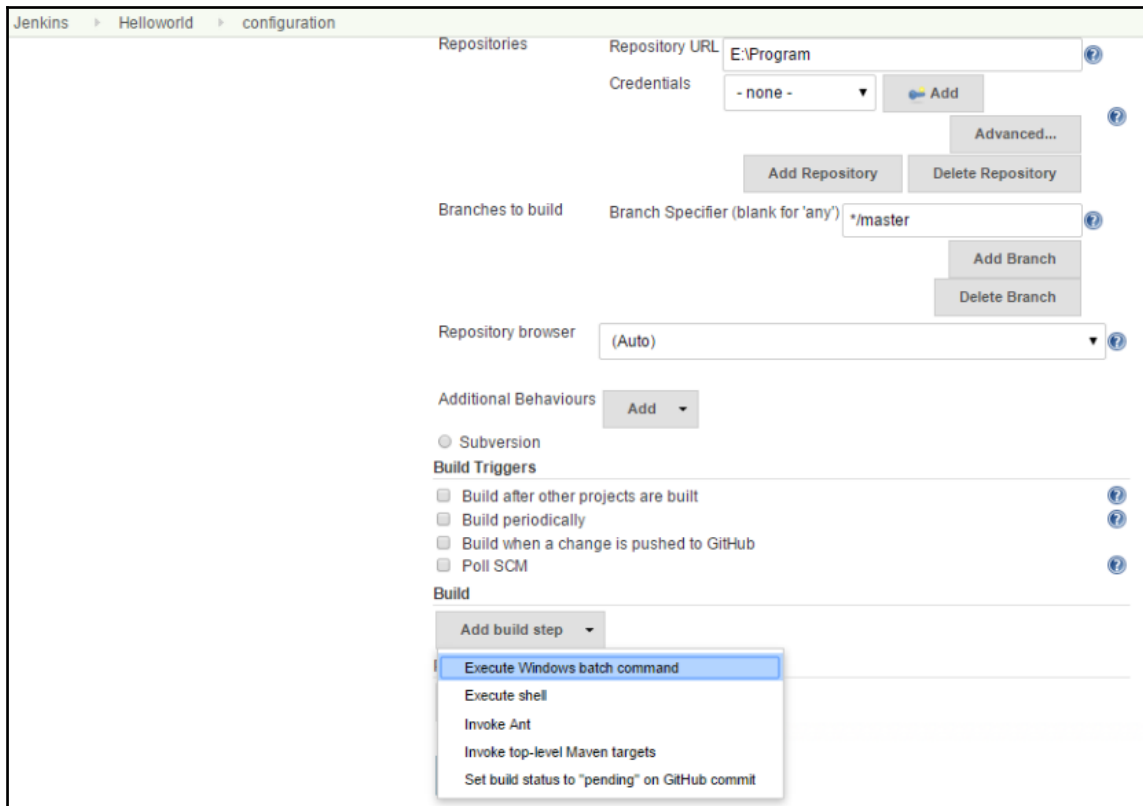 Jenkins Helloworld configuration
Repositories Repository URL E:\Program
Credentials - none - Add
Advanced...
Add Repository Delete Repository
Branches to build Branch Specifier (blank for 'any') */master
Add Branch
Delete Branch
Repository browser (Auto)
Additional Behaviours Add
Subversion
Build Triggers
Build after other projects are built
Build periodically
Build when a change is pushed to GitHub
Poll SCM
Build
Add build step
Execute Windows batch command
Execute shell
Invoke Ant
Invoke top-level Maven targets
Set build status to "pending" on GitHub commit